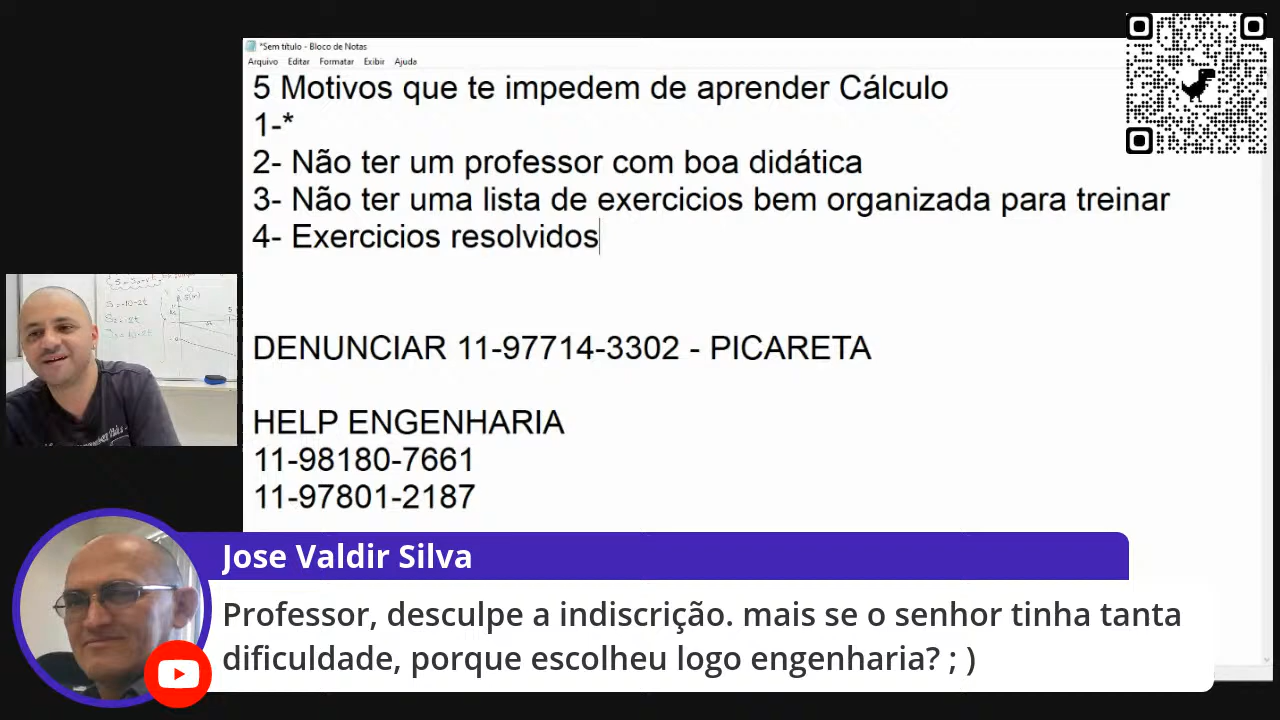 *Sem título - Bloco de Notas
Arquivo Editar Formatar Exibir Ajuda
5 Motivos que te impedem de aprender Cálculo
1-*
2- Não ter um professor com boa didática
3- Não ter uma lista de exercicios bem organizada para treinar
4- Exercicios resolvidos
DENUNCIAR 11-97714-3302 - PICARETA
HELP ENGENHARIA
11-98180-7661
11-97801-2187
Jose Valdir Silva
Professor, desculpe a indiscrição. mais se o senhor tinha tanta
dificuldade, porque escolheu logo engenharia? ; )